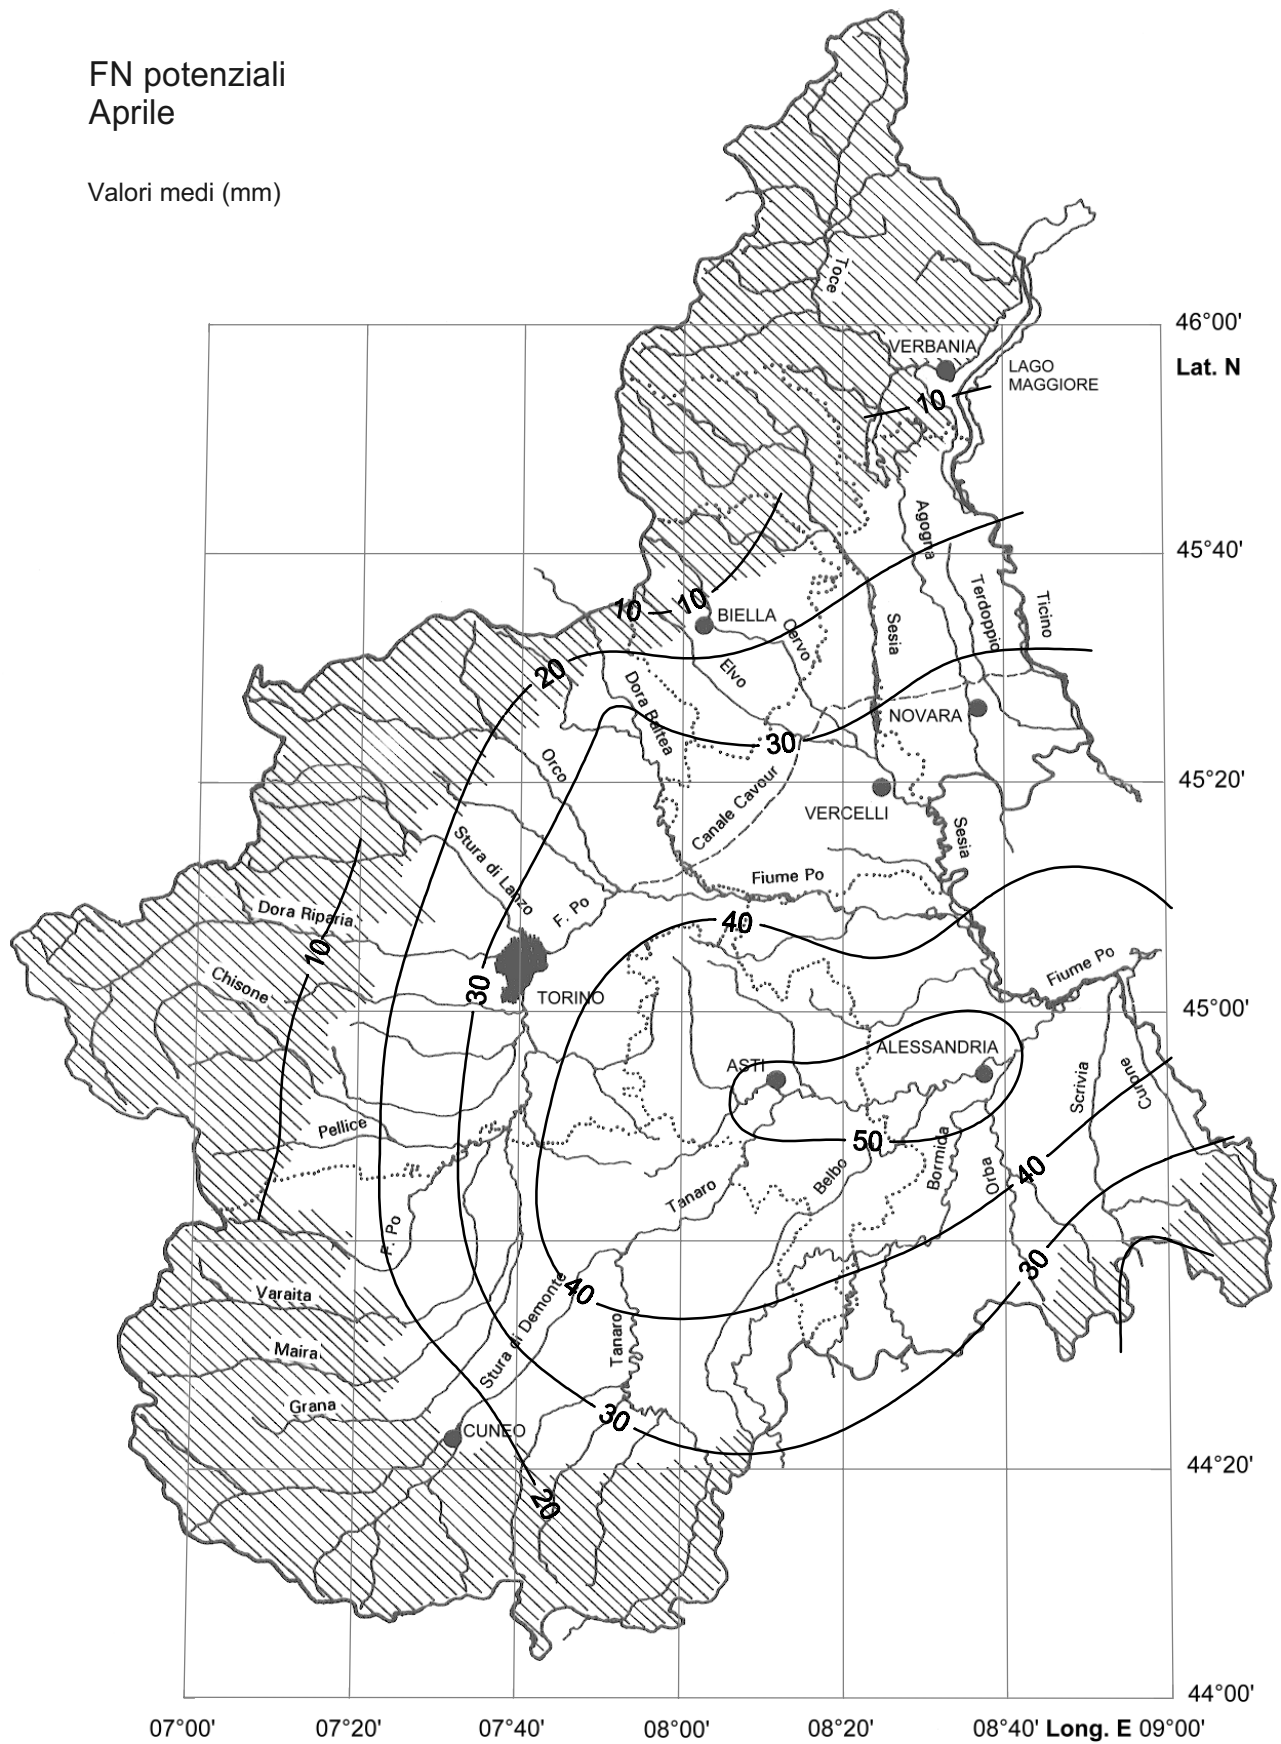 FN potenziali
Aprile
Valori medi (mm)
Toce
46°00'
VERBANIA
Lat. N
LAGO
MAGGIORE
10
Agogna
45°40'
Terdoppio
Ticino
10
10
BIELLA
Cervo
Sesia
20
Elvo
Dora Baltea
NOVARA
30
Orco
45°20'
Canale Cavour
VERCELLI
Stura di Lanzo
Sesia
Fiume Po
Dora Riparia
F. Po
40
10
Chisone
30
TORINO
Fiume Po
45°00'
ALESSANDRIA
ASTI
Scrivia
Curone
Pellice
50
Bormida
Belbo
Orba
40
Tanaro
F. Po
30
Varaita
40
Stura di Demonte
Tanaro
Maira
Grana
30
CUNEO
44°20'
20
44°00'
07°00' 07°20' 07°40' 08°00' 08°20' 08°40' Long. E 09°00'